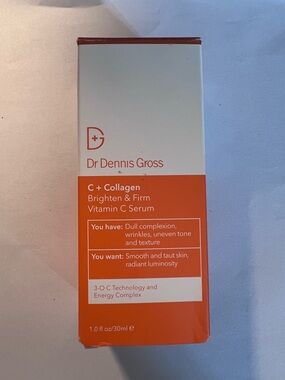 D+G
Dr Dennis Gross
C + Collagen
Brighten & Firm
Vitamin C Serum
You have: Dull complexion,
wrinkles, uneven tone
and texture
You want: Smooth and taut skin,
radiant luminosity
3-O C Technology and
Energy Complex
1.0 fl oz/30ml e